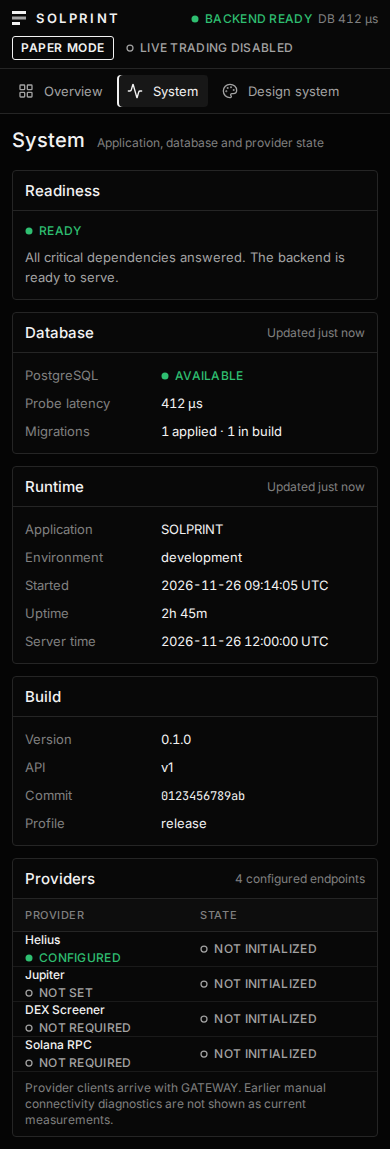 SOLPRINT
BACKEND READY DB 412 µs
PAPER MODE LIVE TRADING DISABLED
Overview System Design system
System Application, database and provider state
Readiness
READY
All critical dependencies answered. The backend is
ready to serve.
Database Updated just now
PostgreSQL AVAILABLE
Probe latency 412 µs
Migrations 1 applied · 1 in build
Runtime Updated just now
Application SOLPRINT
Environment development
Started 2026-11-26 09:14:05 UTC
Uptime 2h 45m
Server time 2026-11-26 12:00:00 UTC
Build
Version 0.1.0
API v1
Commit 0123456789ab
Profile release
Providers 4 configured endpoints
PROVIDER STATE
Helius
CONFIGURED NOT INITIALIZED
Jupiter
NOT SET NOT INITIALIZED
DEX Screener
NOT REQUIRED NOT INITIALIZED
Solana RPC
NOT REQUIRED NOT INITIALIZED
Provider clients arrive with GATEWAY. Earlier manual
connectivity diagnostics are not shown as current
measurements.